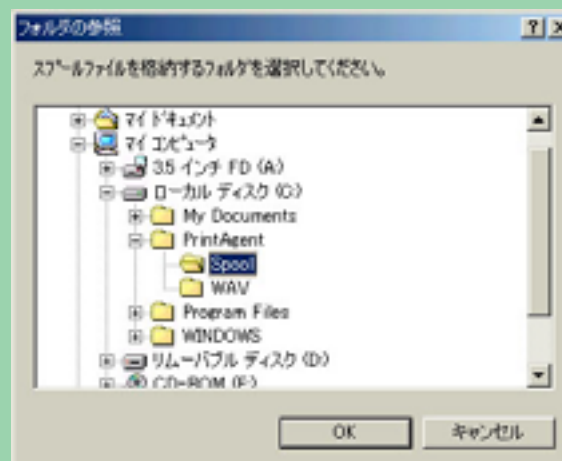 フォルダの参照
スプールファイルを格納するフォルダを選択してください。
マイ ドキュメント
マイ コンピュータ
3.5 インチ FD (A:)
ローカル ディスク (C:)
My Documents
PrintAgent
Spool
WAV
Program Files
WINDOWS
リムーバブル ディスク (D:)
CD-ROM (E:)
OK
キャンセル